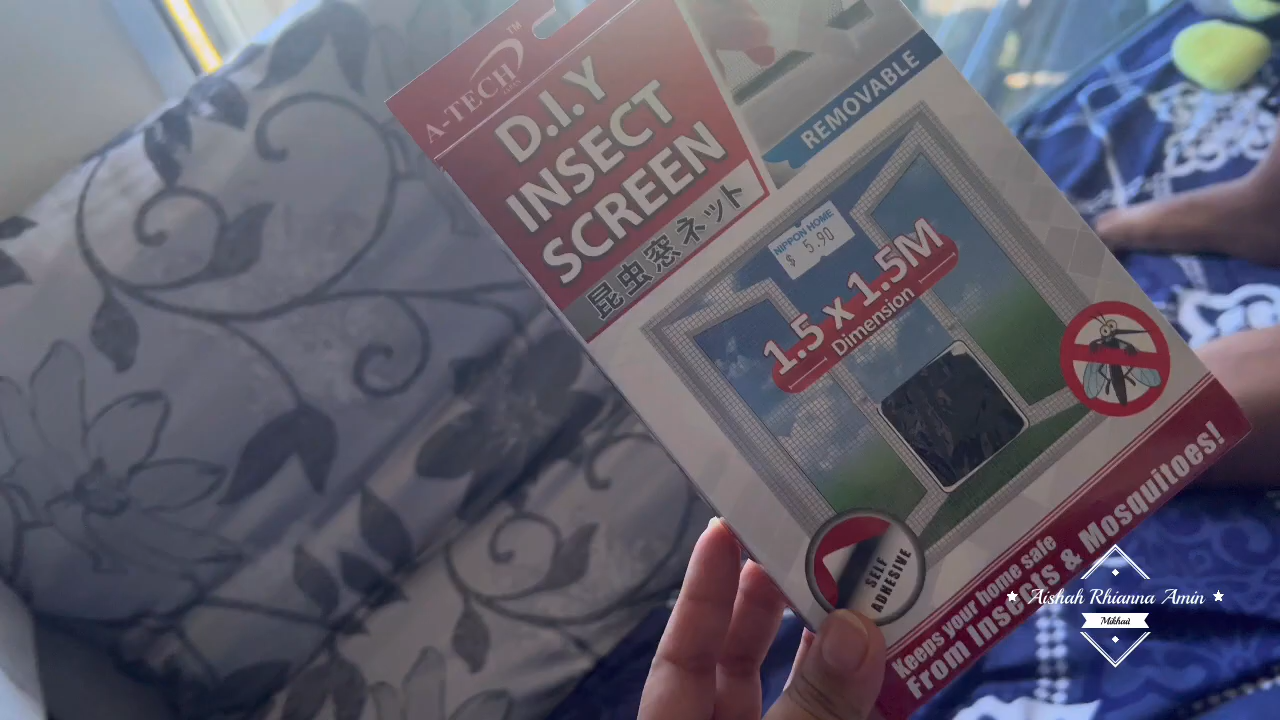 A-TECH™
D.I.Y
INSECT
SCREEN
昆虫窓ネット
REMOVABLE
NIPPON HOME
$ 5.90
1.5 x 1.5M
Dimension
SELF
ADHESIVE
Keeps your home safe
From Insects & Mosquitoes!
Aishah Rhianna Amin
Mikhail